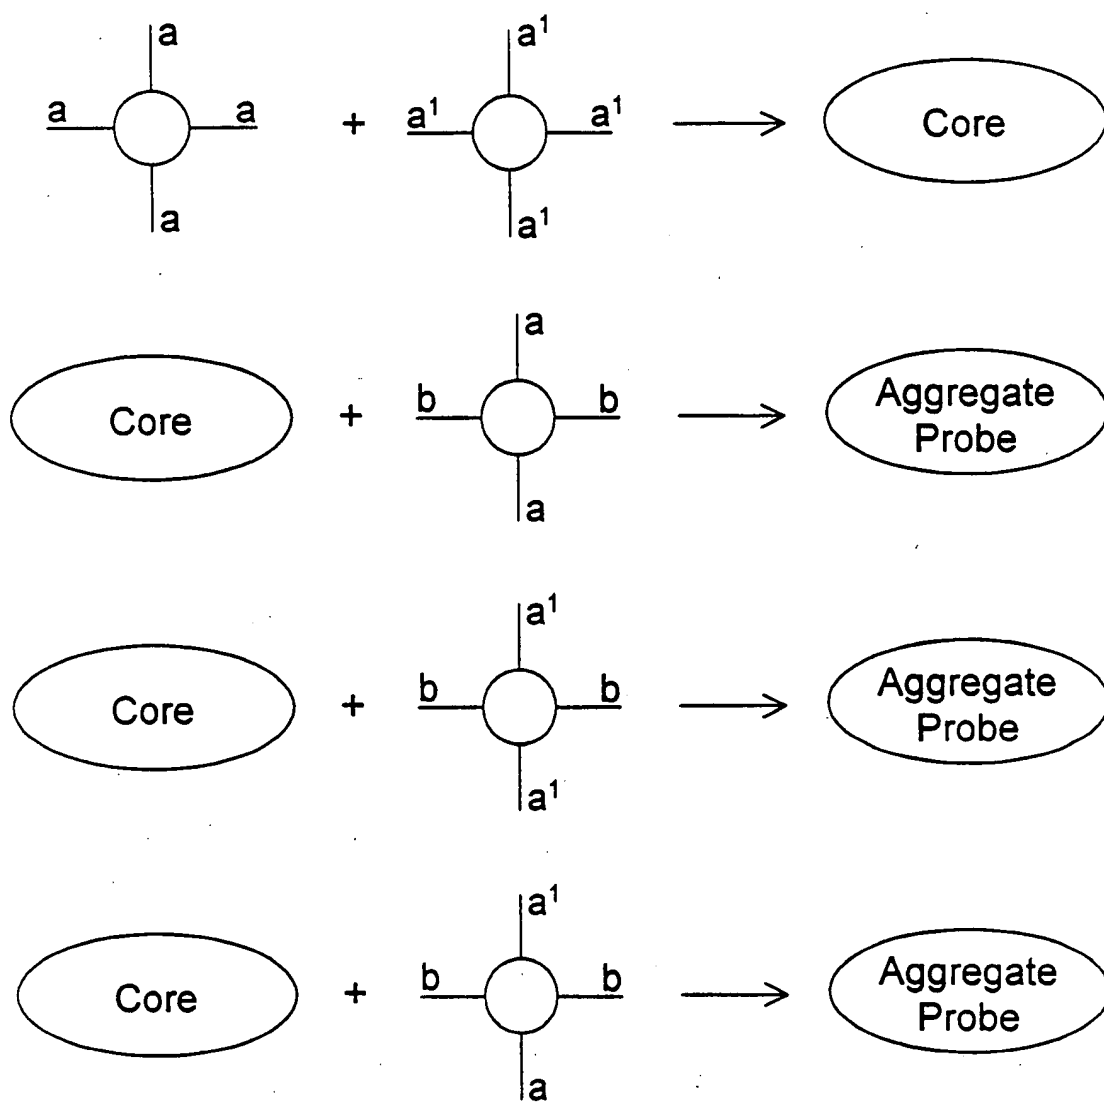 a
a a
a
+
a¹
a¹ a¹
a¹
Core
Core
+
a
b b
a
Aggregate
Probe
Core
+
a¹
b b
a¹
Aggregate
Probe
Core
+
a¹
b b
a
Aggregate
Probe